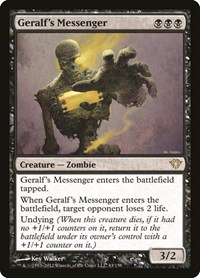 Geralf's Messenger
Creature — Zombie
Geralf's Messenger enters the battlefield
tapped.
When Geralf's Messenger enters the
battlefield, target opponent loses 2 life.
Undying (When this creature dies, if it had
no +1/+1 counters on it, return it to the
battlefield under its owner's control with a
+1/+1 counter on it.)
Key Walker
3/2